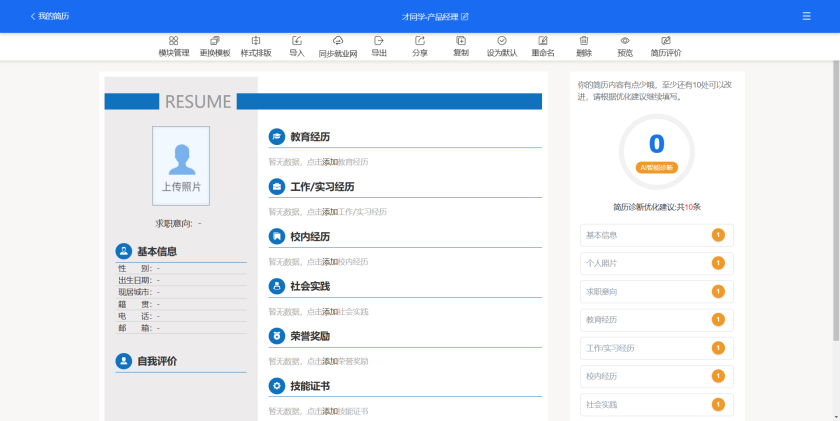 我的简历
才同学-产品经理
模块管理
更换模板
样式排版
导入
同步就业网
导出
分享
复制
设为默认
重命名
删除
预览
简历评价
RESUME
上传照片
求职意向: -
基本信息
性 别: -
出生日期: -
现居城市: -
籍 贯: -
电 话: -
邮 箱: -
自我评价
教育经历
暂无数据，点击添加教育经历
工作/实习经历
暂无数据，点击添加工作/实习经历
校内经历
暂无数据，点击添加校内经历
社会实践
暂无数据，点击添加社会实践
荣誉奖励
暂无数据，点击添加荣誉奖励
技能证书
暂无数据，点击添加技能证书
你的简历内容有点少哦，至少还有10处可以改
进，请根据优化建议继续填写。
0
AI智能诊断
简历诊断优化建议:共10条
基本信息 1
个人照片 1
求职意向 1
教育经历 1
工作/实习经历 1
校内经历 1
社会实践 1